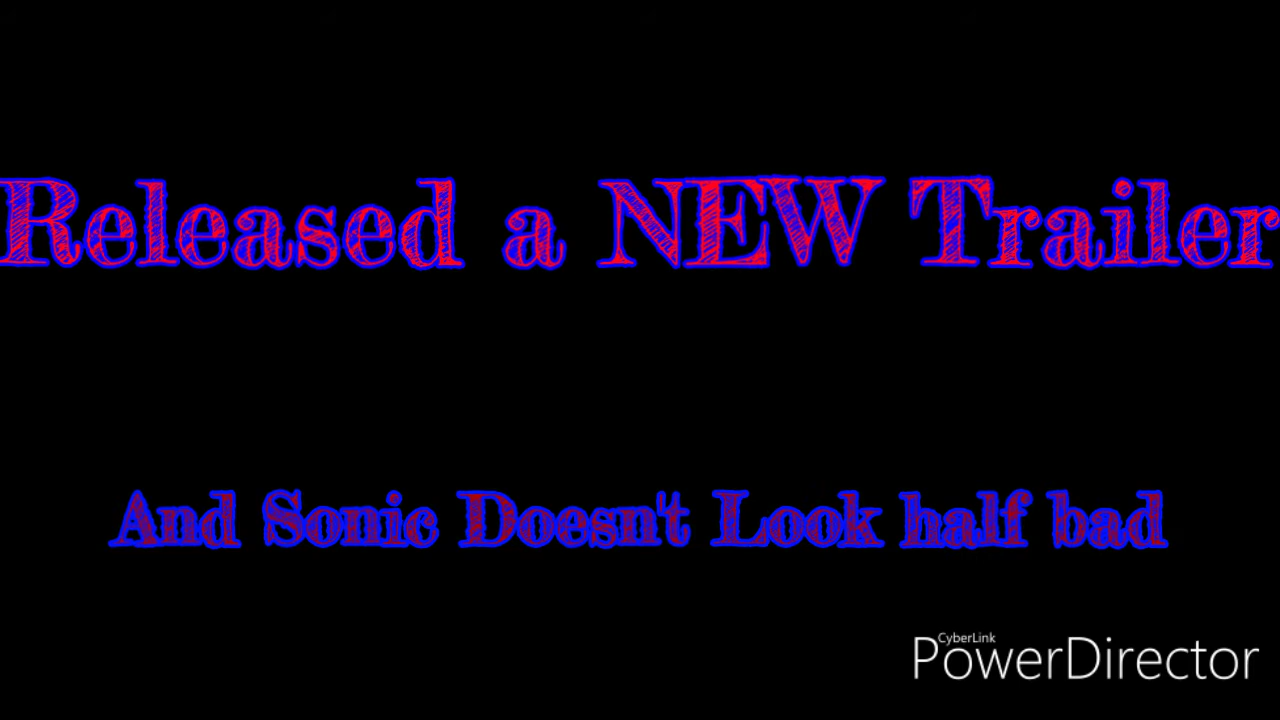 Released a NEW Trailer
And Sonic Doesn't Look half bad
CyberLink
PowerDirector